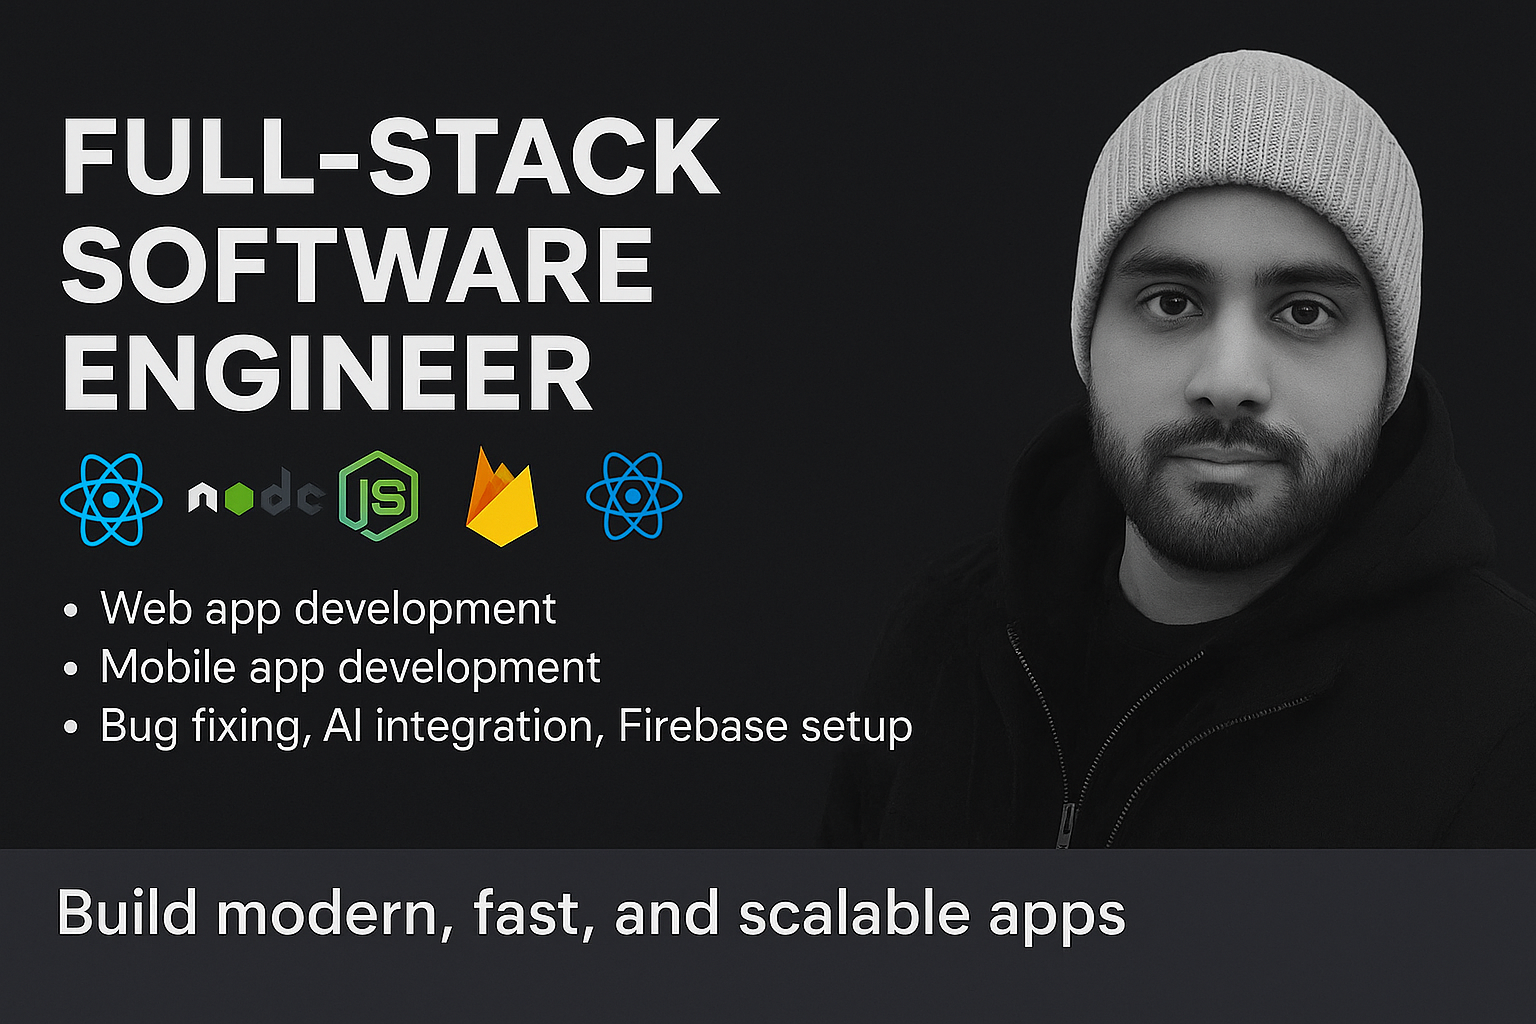 FULL-STACK
SOFTWARE
ENGINEER
node JS
• Web app development
• Mobile app development
• Bug fixing, AI integration, Firebase setup
Build modern, fast, and scalable apps